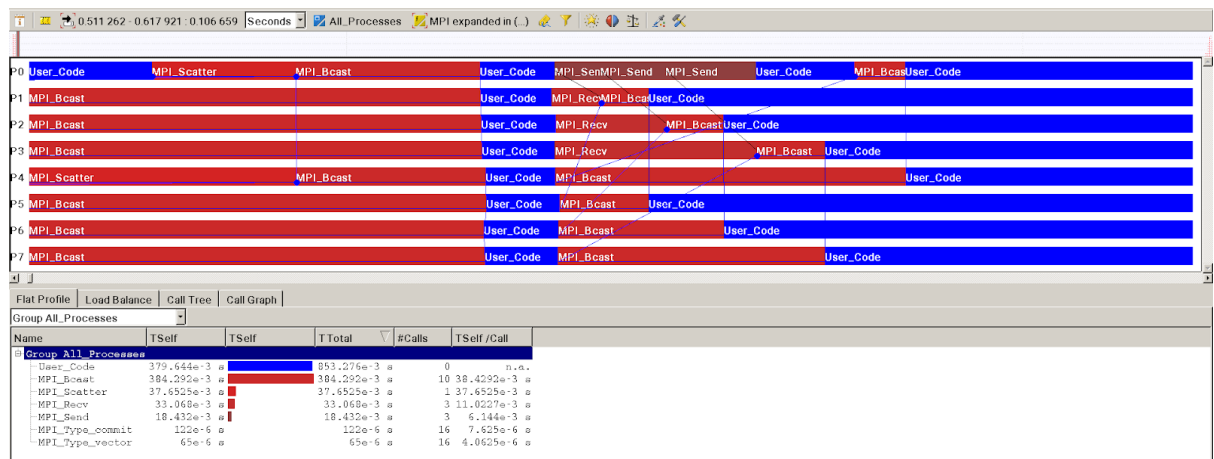 0.511 262 - 0.617 921 : 0.106 659 Seconds All_Processes MPI expanded in (...)
P0 User_Code MPI_Scatter MPI_Bcast User_Code MPI_SenMPI_Send MPI_Send User_Code MPI_BcasUser_Code
P1 MPI_Bcast User_Code MPI_RecvMPI_BcaUser_Code
P2 MPI_Bcast User_Code MPI_Recv MPI_Bcast User_Code
P3 MPI_Bcast User_Code MPI_Recv MPI_Bcast User_Code
P4 MPI_Scatter MPI_Bcast User_Code MPI_Bcast User_Code
P5 MPI_Bcast User_Code MPI_Bcast User_Code
P6 MPI_Bcast User_Code MPI_Bcast User_Code
P7 MPI_Bcast User_Code MPI_Bcast User_Code
Flat Profile Load Balance Call Tree Call Graph
Group All_Processes
Name TSelf TSelf TTotal #Calls TSelf /Call
Group All_Processes
User_Code 379.644e-3 s 853.276e-3 s 0 n.a.
MPI_Bcast 384.292e-3 s 384.292e-3 s 10 38.4292e-3 s
MPI_Scatter 37.6525e-3 s 37.6525e-3 s 1 37.6525e-3 s
MPI_Recv 33.068e-3 s 33.068e-3 s 3 11.0227e-3 s
MPI_Send 18.432e-3 s 18.432e-3 s 3 6.144e-3 s
MPI_Type_commit 122e-6 s 122e-6 s 16 7.625e-6 s
MPI_Type_vector 65e-6 s 65e-6 s 16 4.0625e-6 s